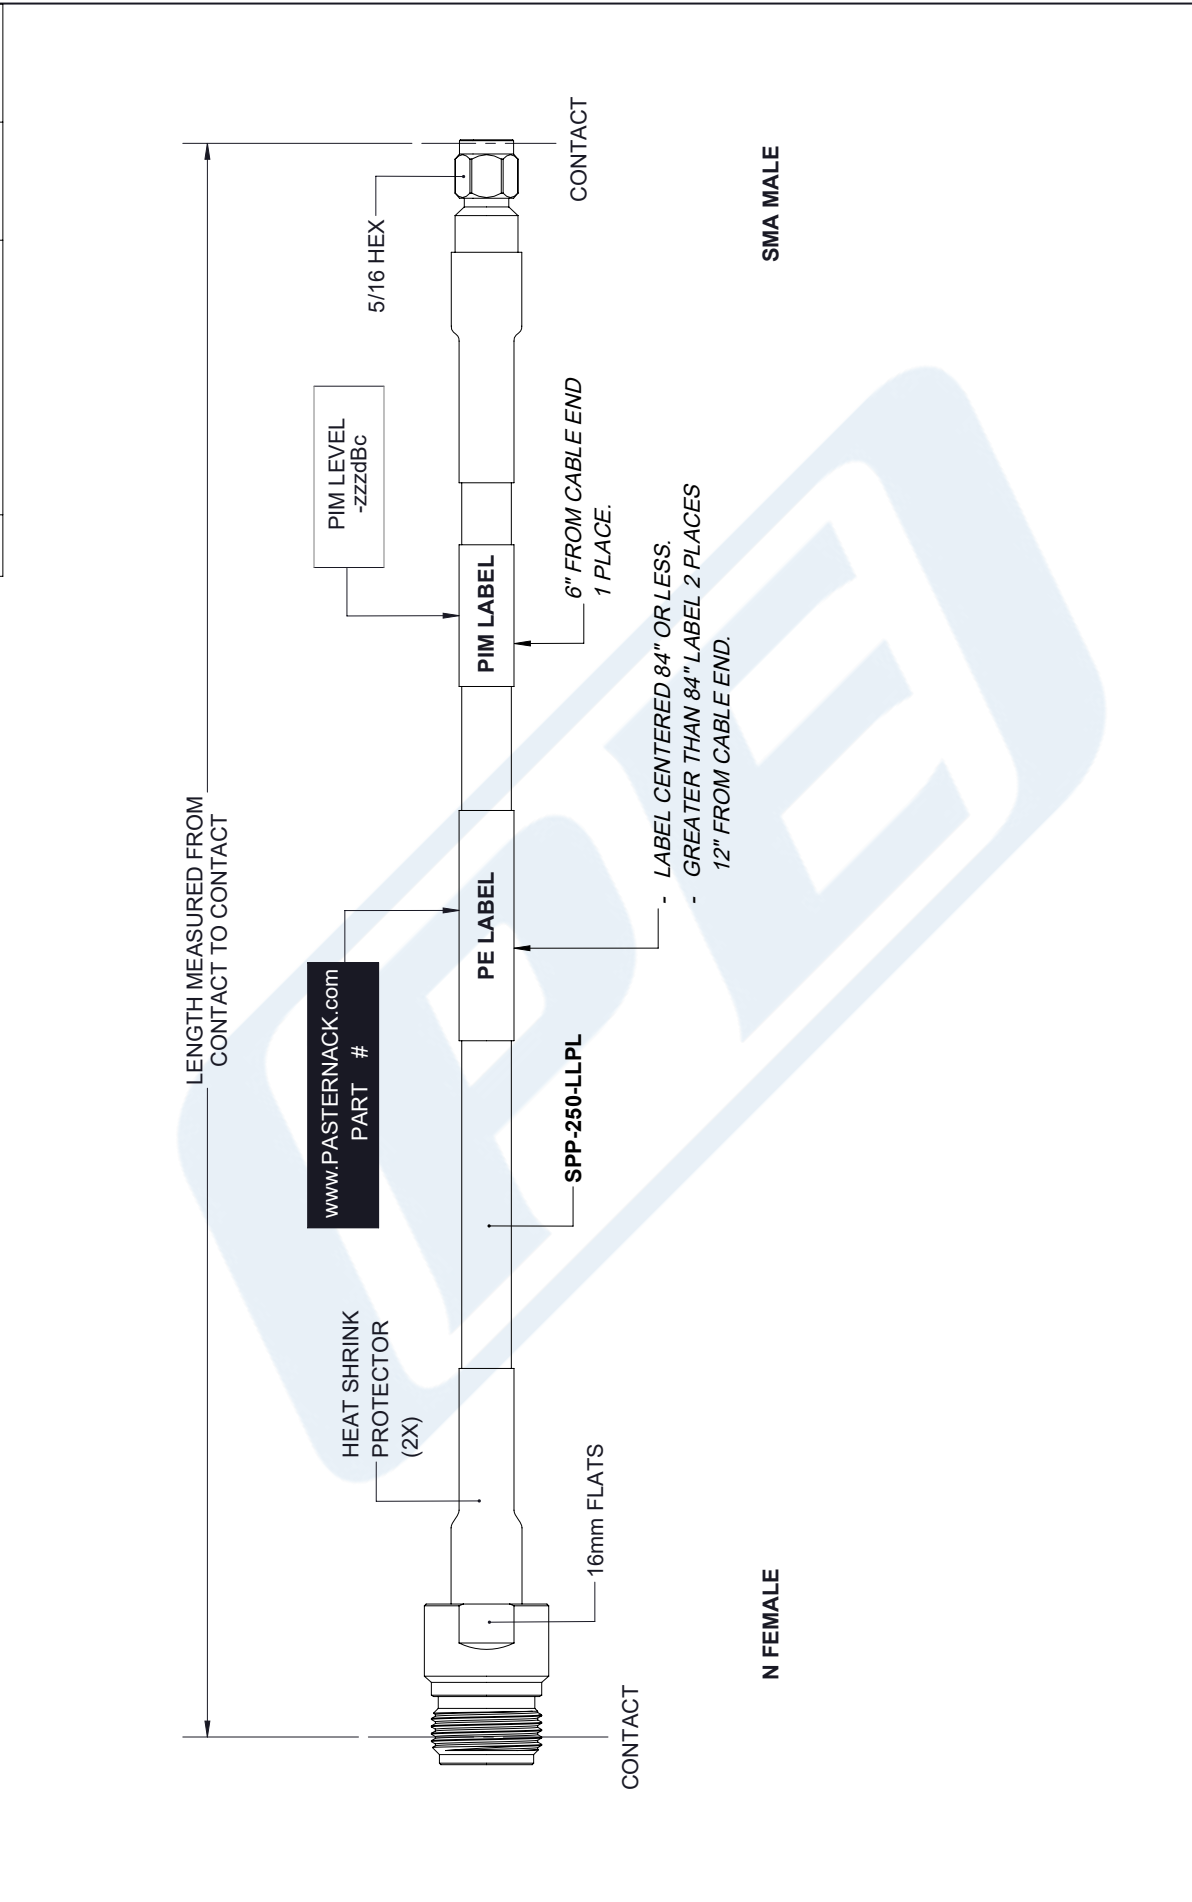 LENGTH MEASURED FROM
CONTACT TO CONTACT
www.PASTERNACK.com
PART #
PIM LEVEL
-zzzdBc
HEAT SHRINK
PROTECTOR
(2X)
5/16 HEX
PE LABEL
PIM LABEL
16mm FLATS
SPP-250-LLPL
6" FROM CABLE END
1 PLACE.
CONTACT
CONTACT
- LABEL CENTERED 84" OR LESS.
- GREATER THAN 84" LABEL 2 PLACES
12" FROM CABLE END.
N FEMALE
SMA MALE
PE